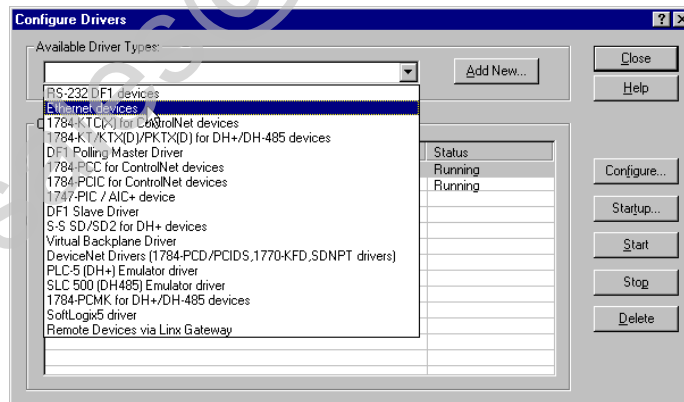 Configure Drivers
Available Driver Types:
Add New...
Close
Help
RS-232 DF1 devices
Ethernet devices
1784-KTC(X) for ControlNet devices
1784-KT/KTX(D)/PKTX(D) for DH+/DH-485 devices
DF1 Polling Master Driver
1784-PCC for ControlNet devices
1784-PCIC for ControlNet devices
1747-PIC / AIC+ device
DF1 Slave Driver
S-S SD/SD2 for DH+ devices
Virtual Backplane Driver
DeviceNet Drivers (1784-PCD/PCIDS,1770-KFD,SDNPT drivers)
PLC-5 (DH+) Emulator driver
SLC 500 (DH485) Emulator driver
1784-PCMK for DH+/DH-485 devices
SoftLogix5 driver
Remote Devices via Linx Gateway
Status
Running
Running
Configure...
Startup...
Start
Stop
Delete